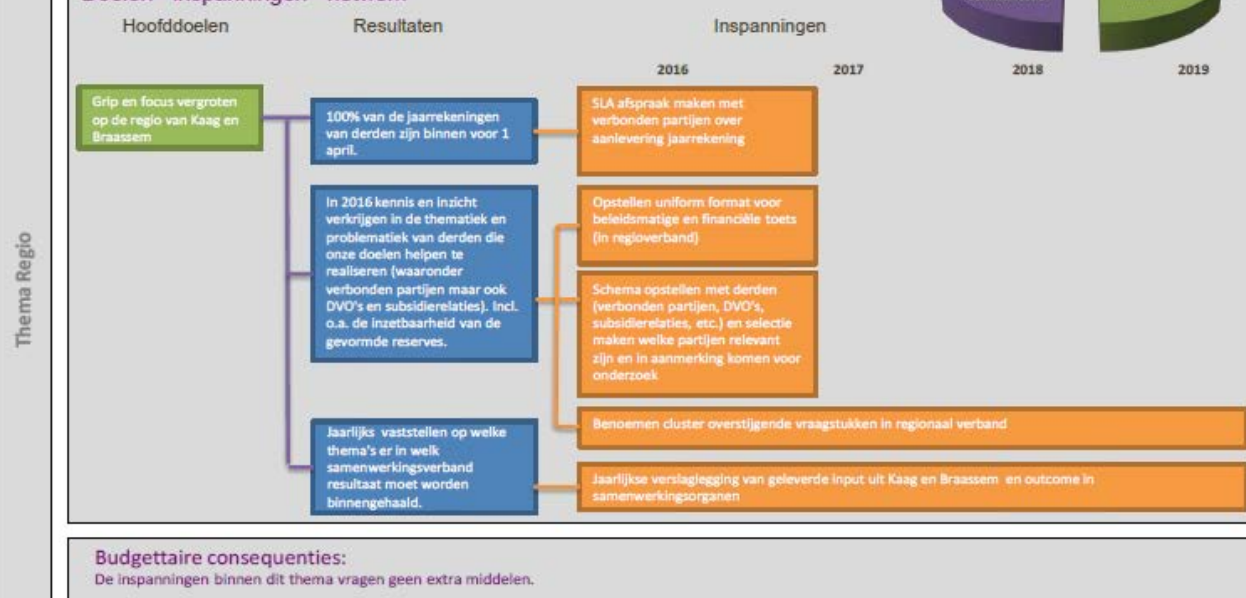 Doelen - inspanningen - netwerk
Hoofddoelen
Resultaten
Inspanningen
2016
2017
2018
2019
Thema Regio
Grip en focus vergroten
op de regio van Kaag en
Braassem
100% van de jaarrekeningen
van derden zijn binnen voor 1
april.
SLA afspraak maken met
verbonden partijen over
aanlevering jaarrekening
In 2016 kennis en inzicht
verkrijgen in de thematiek en
problematiek van derden die
onze doelen helpen te
realiseren (waaronder
verbonden partijen maar ook
DVO's en subsidierelaties). Incl.
o.a. de inzetbaarheid van de
gevormde reserves.
Opstellen uniform format voor
beleidsmatige en financiële toets
(in regioverband)
Schema opstellen met derden
(verbonden partijen, DVO's,
subsidierelaties, etc.) en selectie
maken welke partijen relevant
zijn en in aanmerking komen voor
onderzoek
Benoemen cluster overstijgende vraagstukken in regionaal verband
Jaarlijks vaststellen op welke
thema's er in welk
samenwerkingsverband
resultaat moet worden
binnengehaald.
Jaarlijkse verslaglegging van geleverde input uit Kaag en Braassem en outcome in
samenwerkingsorganen
Budgettaire consequenties:
De inspanningen binnen dit thema vragen geen extra middelen.